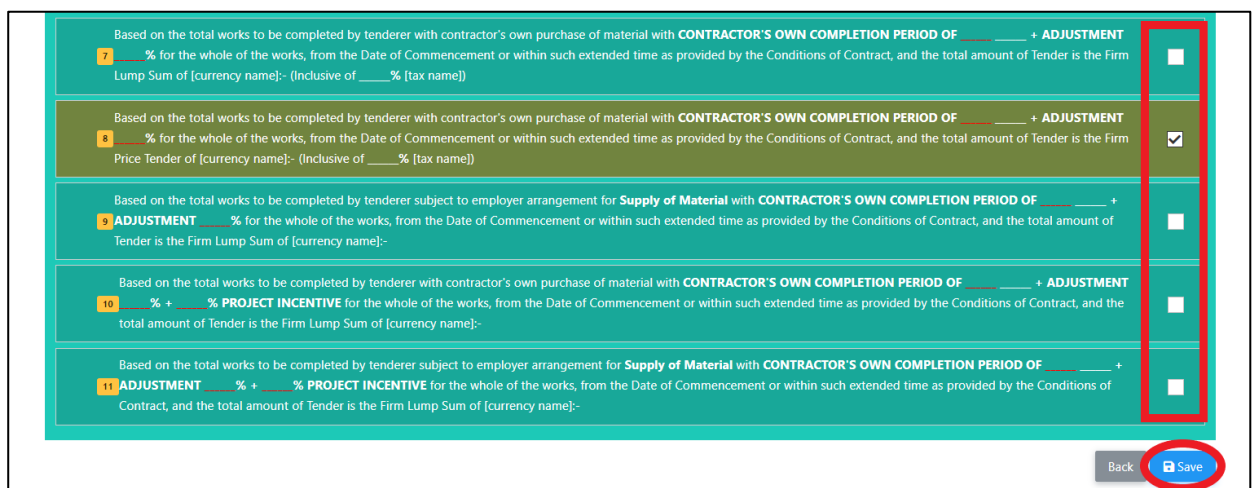 Based on the total works to be completed by tenderer with contractor's own purchase of material with CONTRACTOR'S OWN COMPLETION PERIOD OF _____ _____ + ADJUSTMENT
7 _____% for the whole of the works, from the Date of Commencement or within such extended time as provided by the Conditions of Contract, and the total amount of Tender is the Firm
Lump Sum of [currency name]:- (Inclusive of _____% [tax name])
Based on the total works to be completed by tenderer with contractor's own purchase of material with CONTRACTOR'S OWN COMPLETION PERIOD OF _____ _____ + ADJUSTMENT
8 _____% for the whole of the works, from the Date of Commencement or within such extended time as provided by the Conditions of Contract, and the total amount of Tender is the Firm
Price Tender of [currency name]:- (Inclusive of _____% [tax name])
Based on the total works to be completed by tenderer subject to employer arrangement for Supply of Material with CONTRACTOR'S OWN COMPLETION PERIOD OF _____ _____ +
9 ADJUSTMENT _____% for the whole of the works, from the Date of Commencement or within such extended time as provided by the Conditions of Contract, and the total amount of
Tender is the Firm Lump Sum of [currency name]:-
Based on the total works to be completed by tenderer with contractor's own purchase of material with CONTRACTOR'S OWN COMPLETION PERIOD OF _____ _____ + ADJUSTMENT
10 _____% + _____% PROJECT INCENTIVE for the whole of the works, from the Date of Commencement or within such extended time as provided by the Conditions of Contract, and the
total amount of Tender is the Firm Lump Sum of [currency name]:-
Based on the total works to be completed by tenderer subject to employer arrangement for Supply of Material with CONTRACTOR'S OWN COMPLETION PERIOD OF _____ _____ +
11 ADJUSTMENT _____% + _____% PROJECT INCENTIVE for the whole of the works, from the Date of Commencement or within such extended time as provided by the Conditions of
Contract, and the total amount of Tender is the Firm Lump Sum of [currency name]:-
Back Save